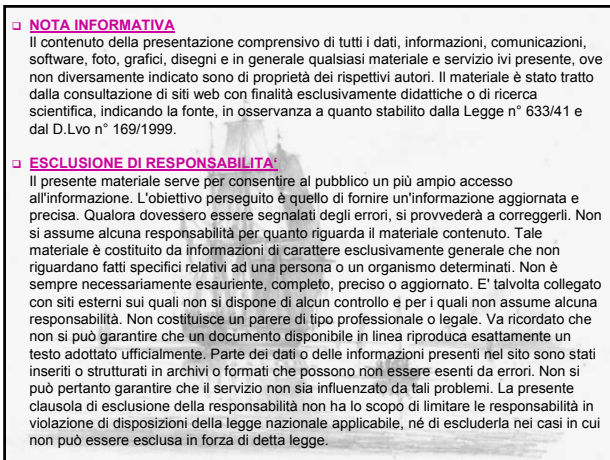 ❑ NOTA INFORMATIVA
Il contenuto della presentazione comprensivo di tutti i dati, informazioni, comunicazioni,
software, foto, grafici, disegni e in generale qualsiasi materiale e servizio ivi presenti, ove
non diversamente indicato sono di proprietà dei rispettivi autori. Il materiale è stato tratto
dalla consultazione di siti web con finalità esclusivamente didattiche o di ricerca
scientifica, indicando la fonte, in osservanza a quanto stabilito dalla Legge n° 633/41 e
dal D.Lvo n° 169/1999.
❑ ESCLUSIONE DI RESPONSABILITA‘
Il presente materiale serve per consentire al pubblico un più ampio accesso
all'informazione. L'obiettivo perseguito è quello di fornire un'informazione aggiornata e
precisa. Qualora dovessero essere segnalati degli errori, si provvederà a correggerli. Non
si assume alcuna responsabilità per quanto riguarda il materiale contenuto. Tale
materiale è costituito da informazioni di carattere esclusivamente generale che non
riguardano fatti specifici relativi ad una persona o un organismo determinati. Non è
sempre necessariamente esauriente, completo, preciso o aggiornato. E' talvolta collegato
con siti esterni sui quali non si dispone di alcun controllo e per i quali non assume alcuna
responsabilità. Non costituisce un parere di tipo professionale o legale. Va ricordato che
non si può garantire che un documento disponibile in linea riproduca esattamente un
testo adottato ufficialmente. Parte dei dati o delle informazioni presenti nel sito sono stati
inseriti o strutturati in archivi o formati che possono non essere esenti da errori. Non si
può pertanto garantire che il servizio non sia influenzato da tali problemi. La presente
clausola di esclusione della responsabilità non ha lo scopo di limitare le responsabilità in
violazione di disposizioni della legge nazionale applicabile, né di escluderla nei casi in cui
non può essere esclusa in forza di detta legge.